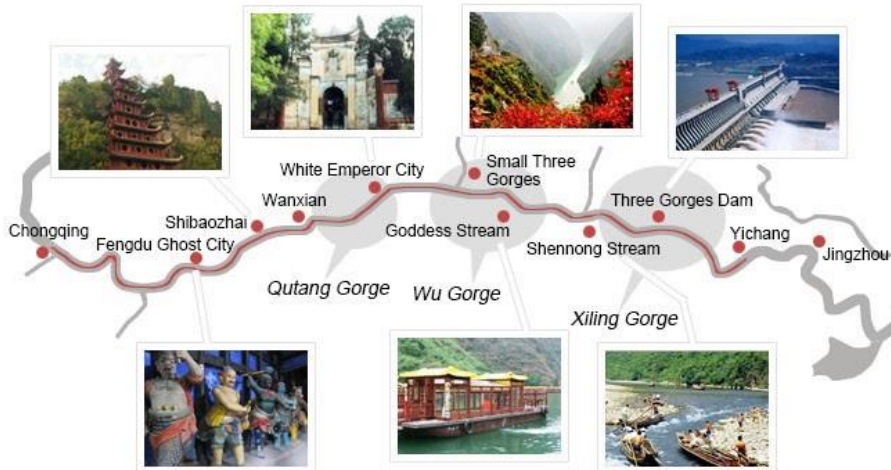 White Emperor City
Small Three
Gorges
Wanxian
Three Gorges Dam
Shibaozhai
Chongqing
Fengdu Ghost City
Goddess Stream
Shennong Stream
Yichang
Jingzhou
Qutang Gorge
Wu Gorge
Xiling Gorge